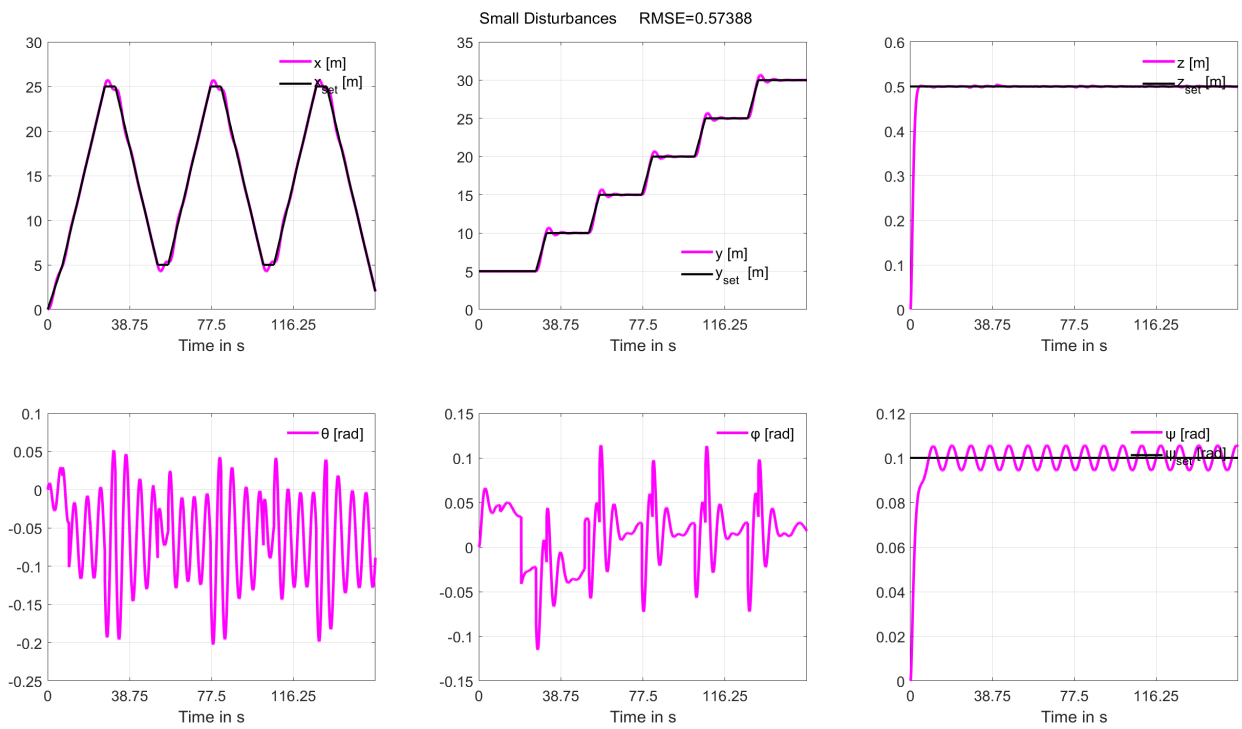 Small Disturbances RMSE=0.57388
30
25
20
15
10
5
0
0 38.75 77.5 116.25
Time in s
x [m]
x_set [m]
35
30
25
20
15
10
5
0
0 38.75 77.5 116.25
Time in s
y [m]
y_set [m]
0.6
0.5
0.4
0.3
0.2
0.1
0
0 38.75 77.5 116.25
Time in s
z [m]
z_set [m]
0.1
0.05
0
-0.05
-0.1
-0.15
-0.2
-0.25
0 38.75 77.5 116.25
Time in s
θ [rad]
0.15
0.1
0.05
0
-0.05
-0.1
-0.15
0 38.75 77.5 116.25
Time in s
φ [rad]
0.12
0.1
0.08
0.06
0.04
0.02
0
0 38.75 77.5 116.25
Time in s
ψ [rad]
ψ_set [rad]